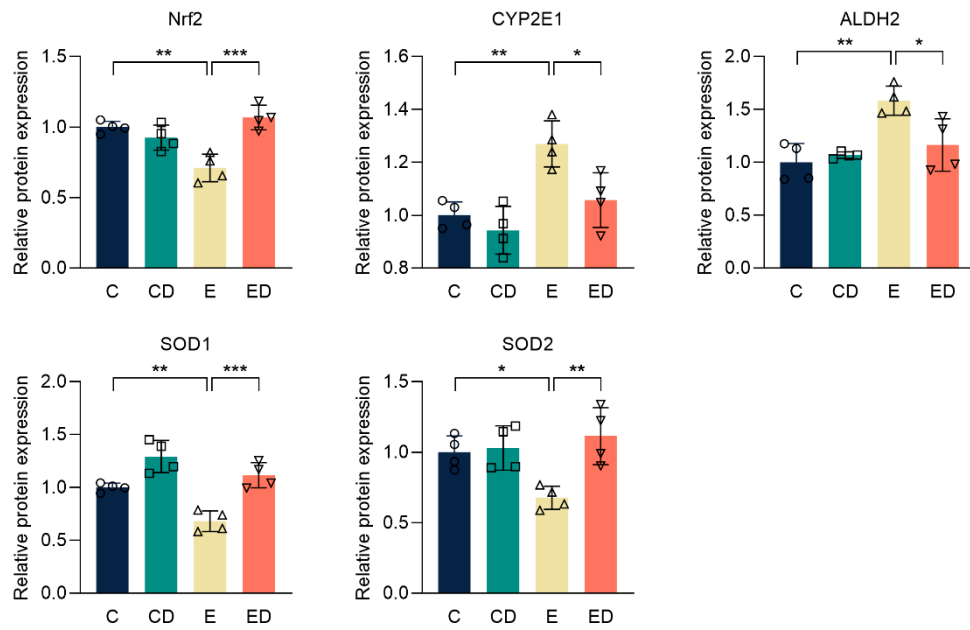 Nrf2
Relative protein expression
1.5
1.0
0.5
0.0
** ***
C CD E ED
CYP2E1
Relative protein expression
1.6
1.4
1.2
1.0
0.8
** *
C CD E ED
ALDH2
Relative protein expression
2.0
1.5
1.0
0.5
0.0
** *
C CD E ED
SOD1
Relative protein expression
2.0
1.5
1.0
0.5
0.0
** ***
C CD E ED
SOD2
Relative protein expression
1.5
1.0
0.5
0.0
* **
C CD E ED